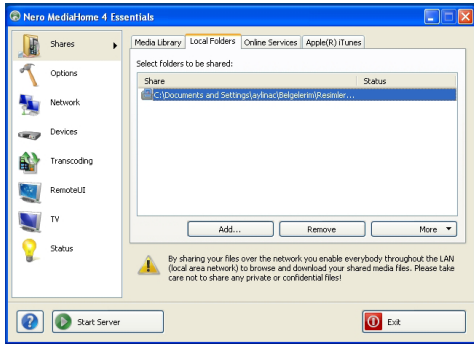 Nero MediaHome 4 Essentials
Shares
Options
Network
Devices
Transcoding
RemoteUI
TV
Status
Media Library Local Folders Online Services Apple(R) iTunes
Select folders to be shared:
Share Status
C:\Documents and Settings\aylinac\Belgelerim\Resimler...
Add... Remove More
By sharing your files over the network you enable everybody throughout the LAN
(local area network) to browse and download your shared media files. Please take
care not to share any private or confidential files!
? Start Server Exit